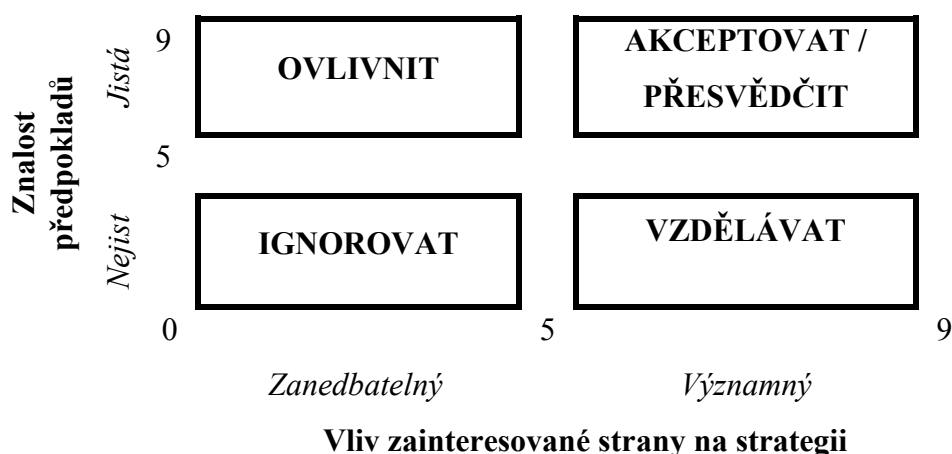 9
Jistá
OVLIVNIT
AKCEPTOVAT /
PŘESVĚDČIT
Znalost
předpokladů
5
Nejist
IGNOROVAT
VZDĚLÁVAT
0
5
9
Zanedbatelný
Významný
Vliv zainteresované strany na strategii